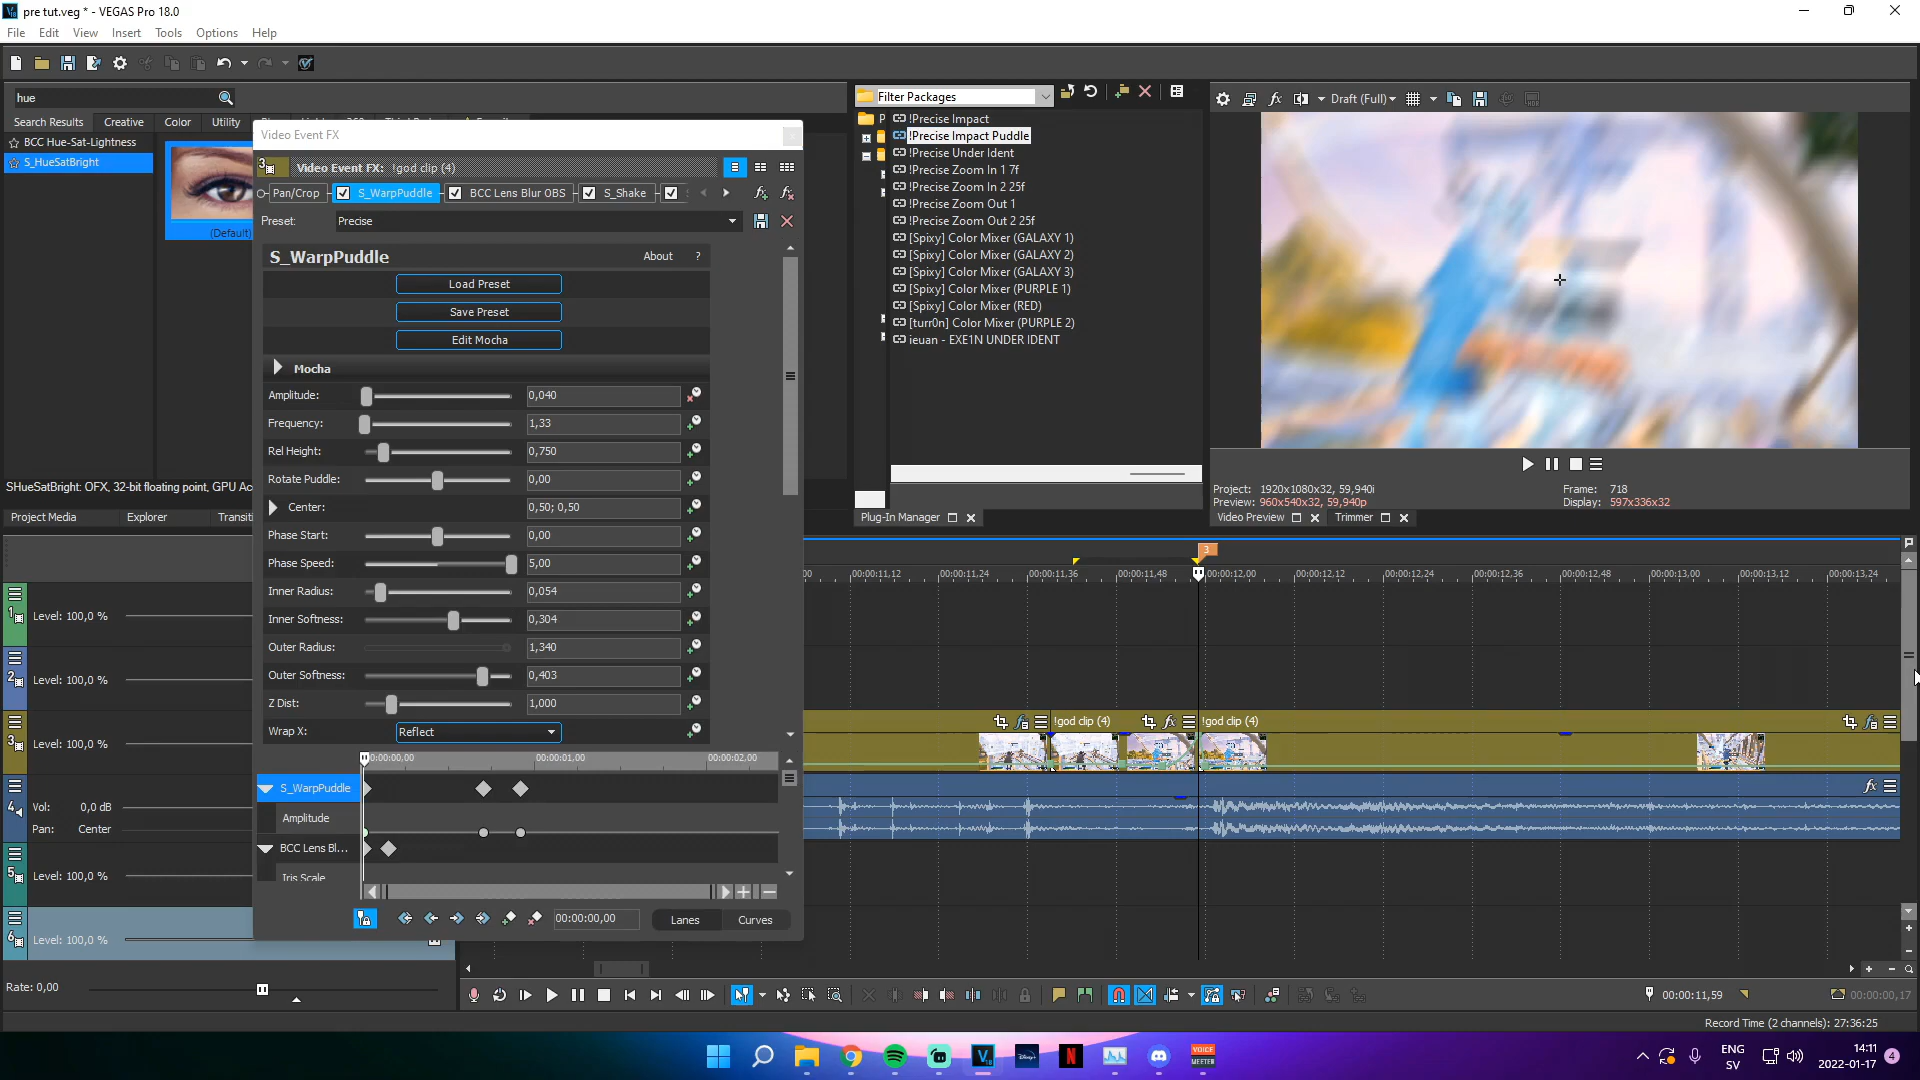 pre tut.veg * - VEGAS Pro 18.0
File Edit View Insert Tools Options Help
hue
Search Results Creative Color Utility
BCC Hue-Sat-Lightness
S_HueSatBright
(Default)
SHueSatBright: OFX, 32-bit floating point, GPU Ac
Project Media Explorer Transiti
Video Event FX
Video Event FX: !god clip (4)
Pan/Crop S_WarpPuddle BCC Lens Blur OBS S_Shake
Preset: Precise
S_WarpPuddle About ?
Load Preset
Save Preset
Edit Mocha
Mocha
Amplitude: 0,040
Frequency: 1,33
Rel Height: 0,750
Rotate Puddle: 0,00
Center: 0,50; 0,50
Phase Start: 0,00
Phase Speed: 5,00
Inner Radius: 0,054
Inner Softness: 0,304
Outer Radius: 1,340
Outer Softness: 0,403
Z Dist: 1,000
Wrap X: Reflect
00:00:00,00 00:00:01,00 00:00:02,00
S_WarpPuddle
Amplitude
BCC Lens Bl...
Iris Scale
00:00:00,00 Lanes Curves
Filter Packages
P
!Precise Impact
!Precise Impact Puddle
!Precise Under Ident
!Precise Zoom In 1 7f
!Precise Zoom In 2 25f
!Precise Zoom Out 1
!Precise Zoom Out 2 25f
[Spixy] Color Mixer (GALAXY 1)
[Spixy] Color Mixer (GALAXY 2)
[Spixy] Color Mixer (GALAXY 3)
[Spixy] Color Mixer (PURPLE 1)
[Spixy] Color Mixer (RED)
[turr0n] Color Mixer (PURPLE 2)
ieuan - EXE1N UNDER IDENT
Plug-In Manager
Draft (Full)
Project: 1920x1080x32, 59,940i
Preview: 960x540x32, 59,940p
Frame: 718
Display: 597x336x32
Video Preview Trimmer
3
00 00:00:11,12 00:00:11,24 00:00:11,36 00:00:11,48 00:00:12,00 00:00:12,12 00:00:12,24 00:00:12,36 00:00:12,48 00:00:13,00 00:00:13,12 00:00:13,24
1 Level: 100,0 %
2 Level: 100,0 %
3 Level: 100,0 %
!god clip (4) !god clip (4)
4 Vol: 0,0 dB
Pan: Center
5 Level: 100,0 %
6 Level: 100,0 %
Rate: 0,00
00:00:11,59 00:00:00,17
Record Time (2 channels): 27:36:25
VOICE MEETER
ENG
SV
14:11
2022-01-17
4